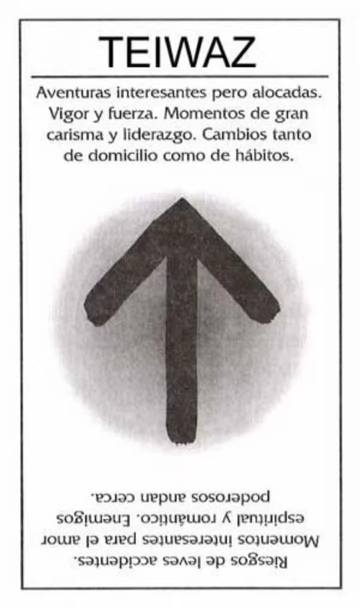 TEIWAZ
Aventuras interesantes pero alocadas.
Vigor y fuerza. Momentos de gran
carisma y liderazgo. Cambios tanto
de domicilio como de hábitos.
Riesgos de leves accidentes.
Momentos interesantes para el amor
espiritual y romántico. Enemigos
poderosos andan cerca.